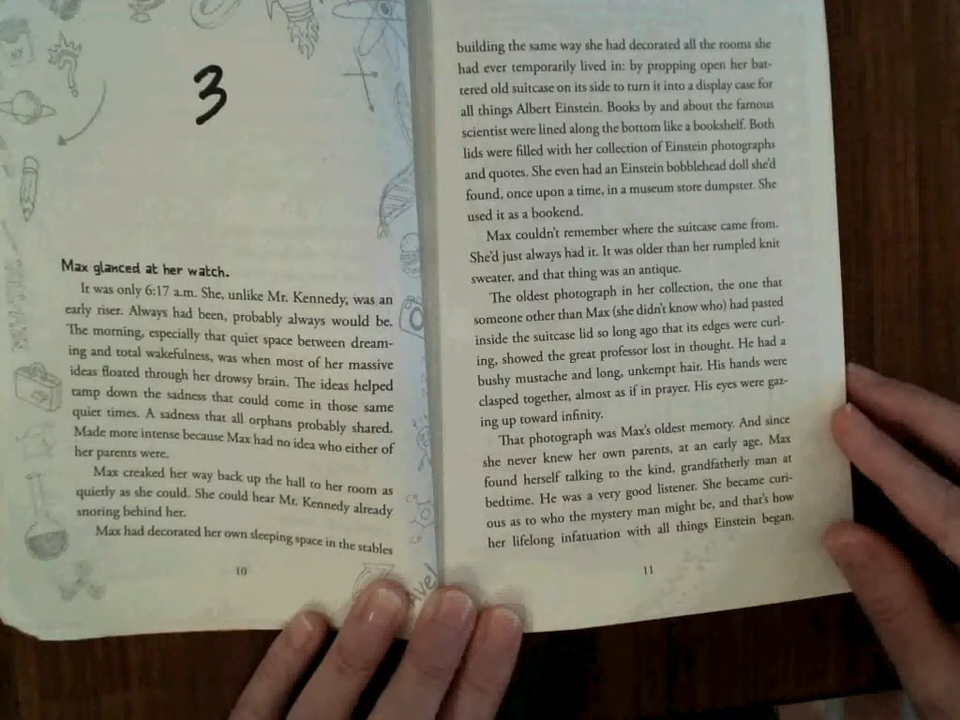 3
Max glanced at her watch.
It was only 6:17 a.m. She, unlike Mr. Kennedy, was an
early riser. Always had been, probably always would be.
The morning, especially that quiet space between dream-
ing and total wakefulness, was when most of her massive
ideas floated through her drowsy brain. The ideas helped
tamp down the sadness that could come in those same
quiet times. A sadness that all orphans probably shared.
Made more intense because Max had no idea who either of
her parents were.
Max creaked her way back up the hall to her room as
quietly as she could. She could hear Mr. Kennedy already
snoring behind her.
Max had decorated her own sleeping space in the stables
10
building the same way she had decorated all the rooms she
had ever temporarily lived in: by propping open her bat-
tered old suitcase on its side to turn it into a display case for
all things Albert Einstein. Books by and about the famous
scientist were lined along the bottom like a bookshelf. Both
lids were filled with her collection of Einstein photographs
and quotes. She even had an Einstein bobblehead doll she'd
found, once upon a time, in a museum store dumpster. She
used it as a bookend.
Max couldn't remember where the suitcase came from.
She'd just always had it. It was older than her rumpled knit
sweater, and that thing was an antique.
The oldest photograph in her collection, the one that
someone other than Max (she didn't know who) had pasted
inside the suitcase lid so long ago that its edges were curl-
ing, showed the great professor lost in thought. He had a
bushy mustache and long, unkempt hair. His hands were
clasped together, almost as if in prayer. His eyes were gaz-
ing up toward infinity.
That photograph was Max's oldest memory. And since
she never knew her own parents, at an early age, Max
found herself talking to the kind, grandfatherly man at
bedtime. He was a very good listener. She became curi-
ous as to who the mystery man might be, and that's how
her lifelong infatuation with all things Einstein began.
11